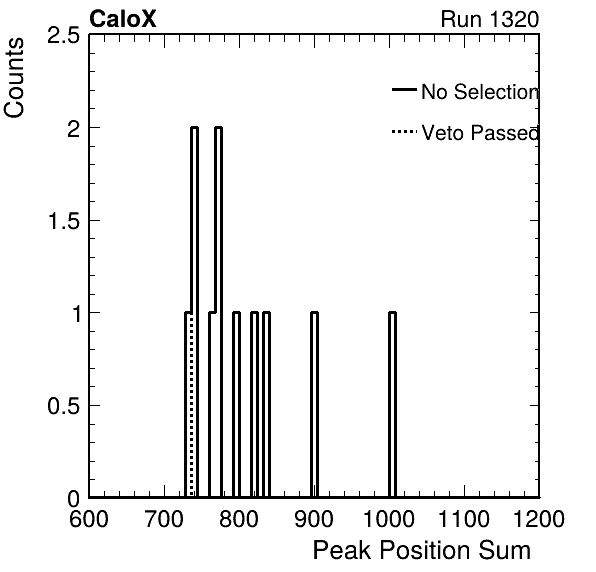 CaloX Run 1320
Counts
2.5
2
1.5
1
0.5
0
No Selection
Veto Passed
600 700 800 900 1000 1100 1200
Peak Position Sum